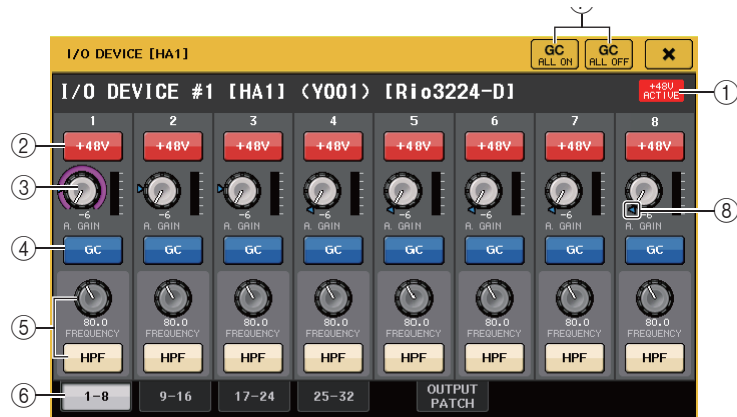 I/O DEVICE [HA1]
GC ALL ON
GC ALL OFF
I/O DEVICE #1 [HA1] (Y001) [Rio3224-D]
+48V ACTIVE
①
1 2 3 4 5 6 7 8
② +48V +48V +48V +48V +48V +48V +48V +48V
③
-6 -6 -6 -6 -6 -6 -6 -6
⑧
A. GAIN A. GAIN A. GAIN A. GAIN A. GAIN A. GAIN A. GAIN A. GAIN
④ GC GC GC GC GC GC GC GC
80.0 80.0 80.0 80.0 80.0 80.0 80.0 80.0
⑤
FREQUENCY FREQUENCY FREQUENCY FREQUENCY FREQUENCY FREQUENCY FREQUENCY FREQUENCY
HPF HPF HPF HPF HPF HPF HPF HPF
⑥ 1-8 9-16 17-24 25-32 OUTPUT PATCH